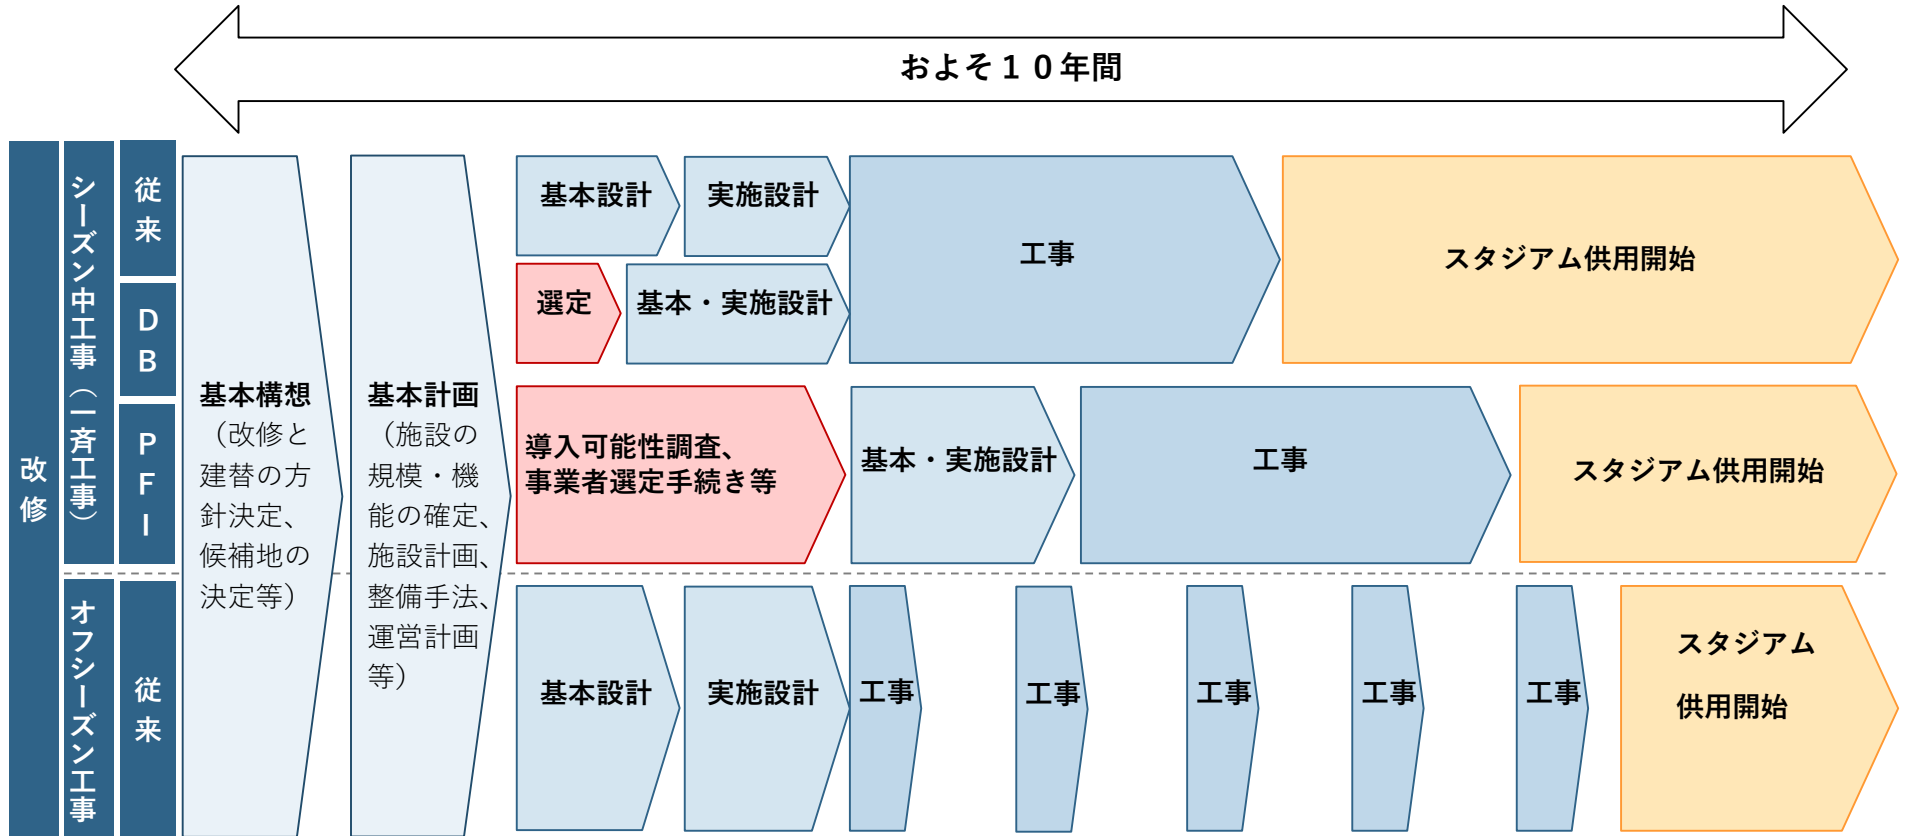 およそ１０年間
改修
シーズン中工事（一斉工事）
オフシーズン工事
従来
DB
PFI
従来
基本構想
（改修と
建替の方
針決定、
候補地の
決定等）
基本計画
（施設の
規模・機
能の確定、
施設計画、
整備手法、
運営計画
等）
基本設計
実施設計
選定
基本・実施設計
工事
スタジアム供用開始
導入可能性調査、
事業者選定手続き等
基本・実施設計
工事
スタジアム供用開始
基本設計
実施設計
工事
工事
工事
工事
工事
スタジアム
供用開始